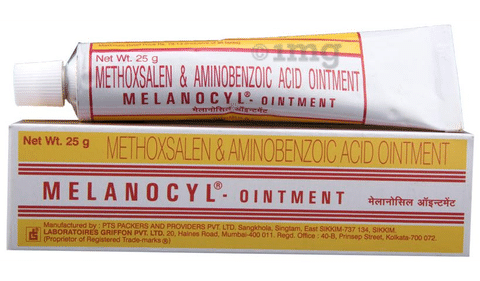 1mg
Net Wt. 25 g
METHOXSALEN & AMINOBENZOIC ACID OINTMENT
MELANOCYL® - OINTMENT
मेलानोसिल ऑइन्टमेंट
Net Wt. 25 g METHOXSALEN & AMINOBENZOIC ACID OINTMENT
MELANOCYL® - OINTMENT मेलानोसिल ऑइन्टमेंट
Manufactured by : PTS PACKERS AND PROVIDERS PVT. LTD. Sangkhola, Singtam, East SIKKIM-737 134, SIKKIM.
LABORATOIRES GRIFFON PVT. LTD. 20, Haines Road, Mumbai-400 011. Regd. Office : 40-B, Prinsep Street, Kolkata-700 072.
(Proprietor of Registered Trade-marks ®)